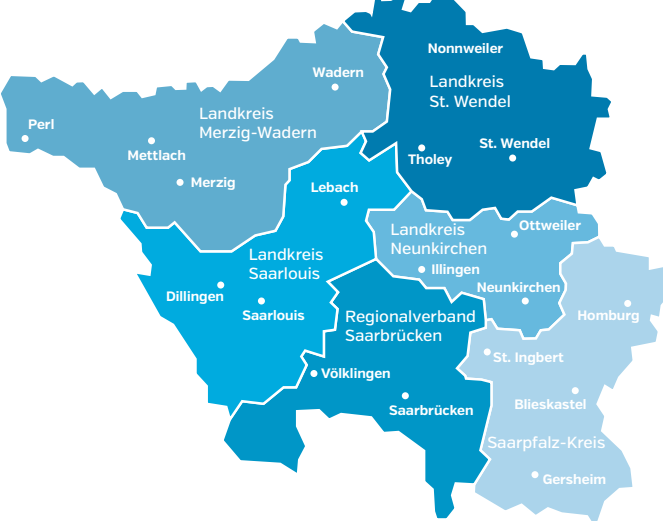 Nonnweiler
Wadern
Landkreis
St. Wendel
Landkreis
Merzig-Wadern
Perl
Mettlach
St. Wendel
Tholey
Merzig
Lebach
Landkreis
Neunkirchen
Ottweiler
Landkreis
Saarlouis
Illingen
Dillingen
Neunkirchen
Saarlouis
Regionalverband
Saarbrücken
Homburg
St. Ingbert
Völklingen
Blieskastel
Saarbrücken
Saarpfalz-Kreis
Gersheim